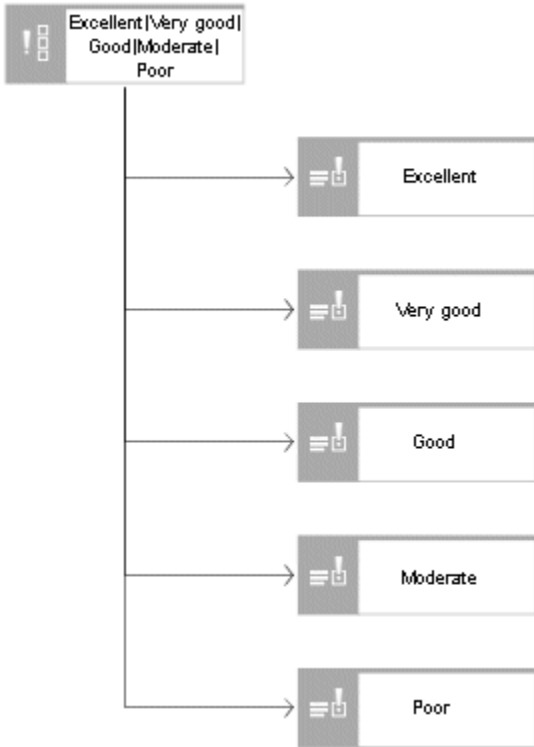 Excellent|Very good|
Good|Moderate|
Poor
Excellent
Very good
Good
Moderate
Poor